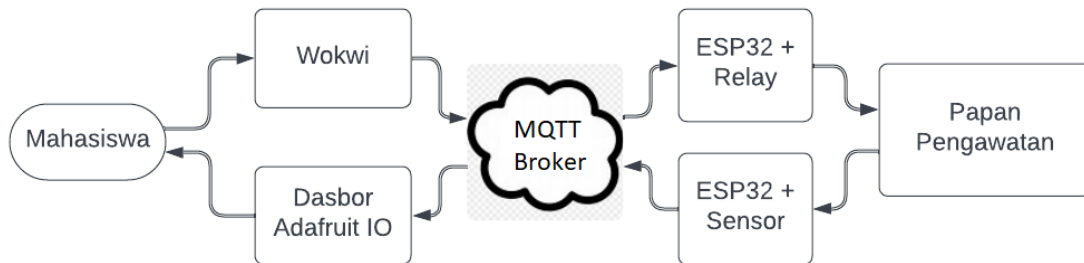 Mahasiswa
Wokwi
Dasbor
Adafruit IO
MQTT
Broker
ESP32 +
Relay
ESP32 +
Sensor
Papan
Pengawatan